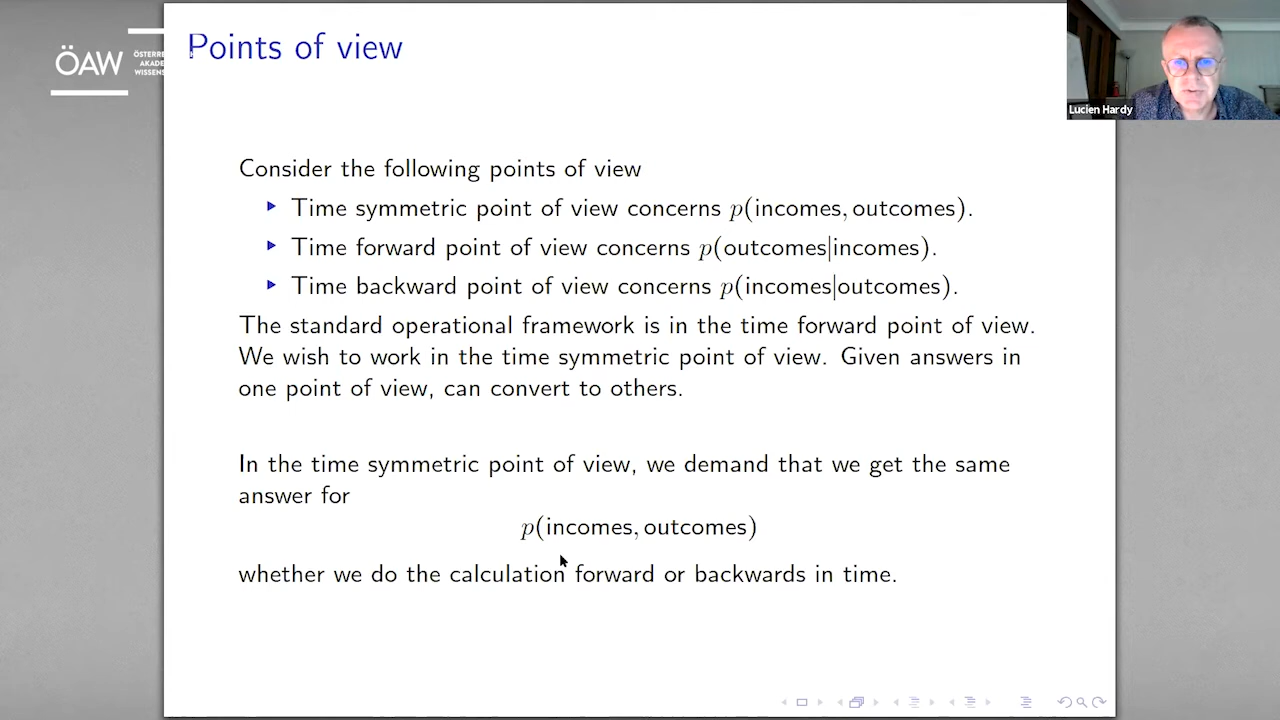 ÖAW
ÖSTERRE
AKADE
WISSENS
Points of view
Lucien Hardy
Consider the following points of view
Time symmetric point of view concerns p(incomes, outcomes).
Time forward point of view concerns p(outcomes|incomes).
Time backward point of view concerns p(incomes|outcomes).
The standard operational framework is in the time forward point of view.
We wish to work in the time symmetric point of view. Given answers in
one point of view, can convert to others.
In the time symmetric point of view, we demand that we get the same
answer for
p(incomes, outcomes)
whether we do the calculation forward or backwards in time.